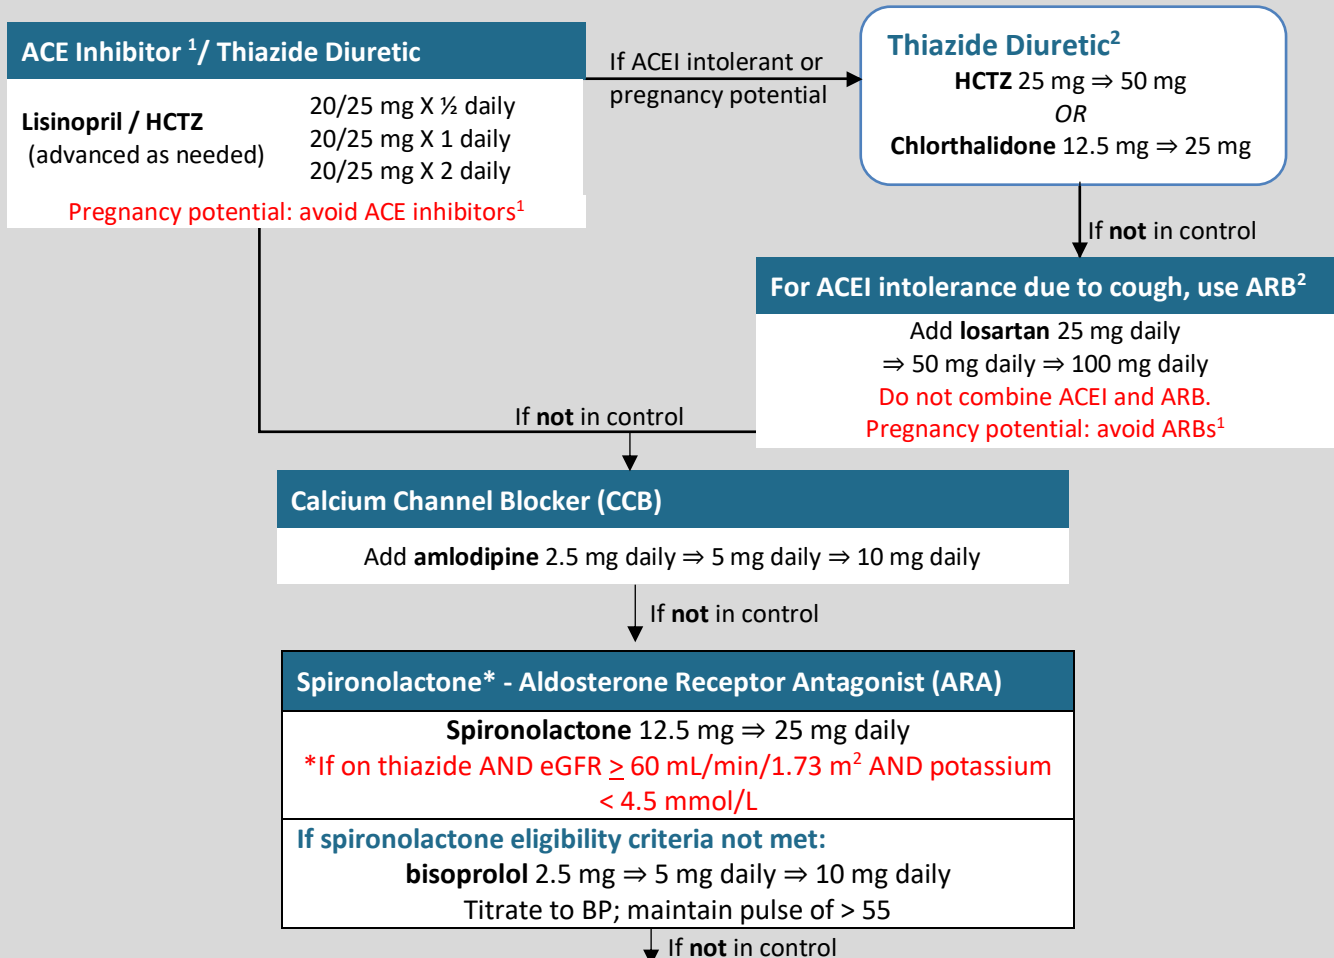 ACE Inhibitor ¹/ Thiazide Diuretic
Lisinopril / HCTZ
(advanced as needed)
20/25 mg X ½ daily
20/25 mg X 1 daily
20/25 mg X 2 daily
Pregnancy potential: avoid ACE inhibitors¹
If ACEI intolerant or
pregnancy potential
Thiazide Diuretic²
HCTZ 25 mg ⇒ 50 mg
OR
Chlorthalidone 12.5 mg ⇒ 25 mg
If not in control
For ACEI intolerance due to cough, use ARB²
Add losartan 25 mg daily
⇒ 50 mg daily ⇒ 100 mg daily
Do not combine ACEI and ARB.
Pregnancy potential: avoid ARBs¹
If not in control
Calcium Channel Blocker (CCB)
Add amlodipine 2.5 mg daily ⇒ 5 mg daily ⇒ 10 mg daily
If not in control
Spironolactone* - Aldosterone Receptor Antagonist (ARA)
Spironolactone 12.5 mg ⇒ 25 mg daily
*If on thiazide AND eGFR ≥ 60 mL/min/1.73 m² AND potassium
< 4.5 mmol/L
If spironolactone eligibility criteria not met:
bisoprolol 2.5 mg ⇒ 5 mg daily ⇒ 10 mg daily
Titrate to BP; maintain pulse of > 55
If not in control